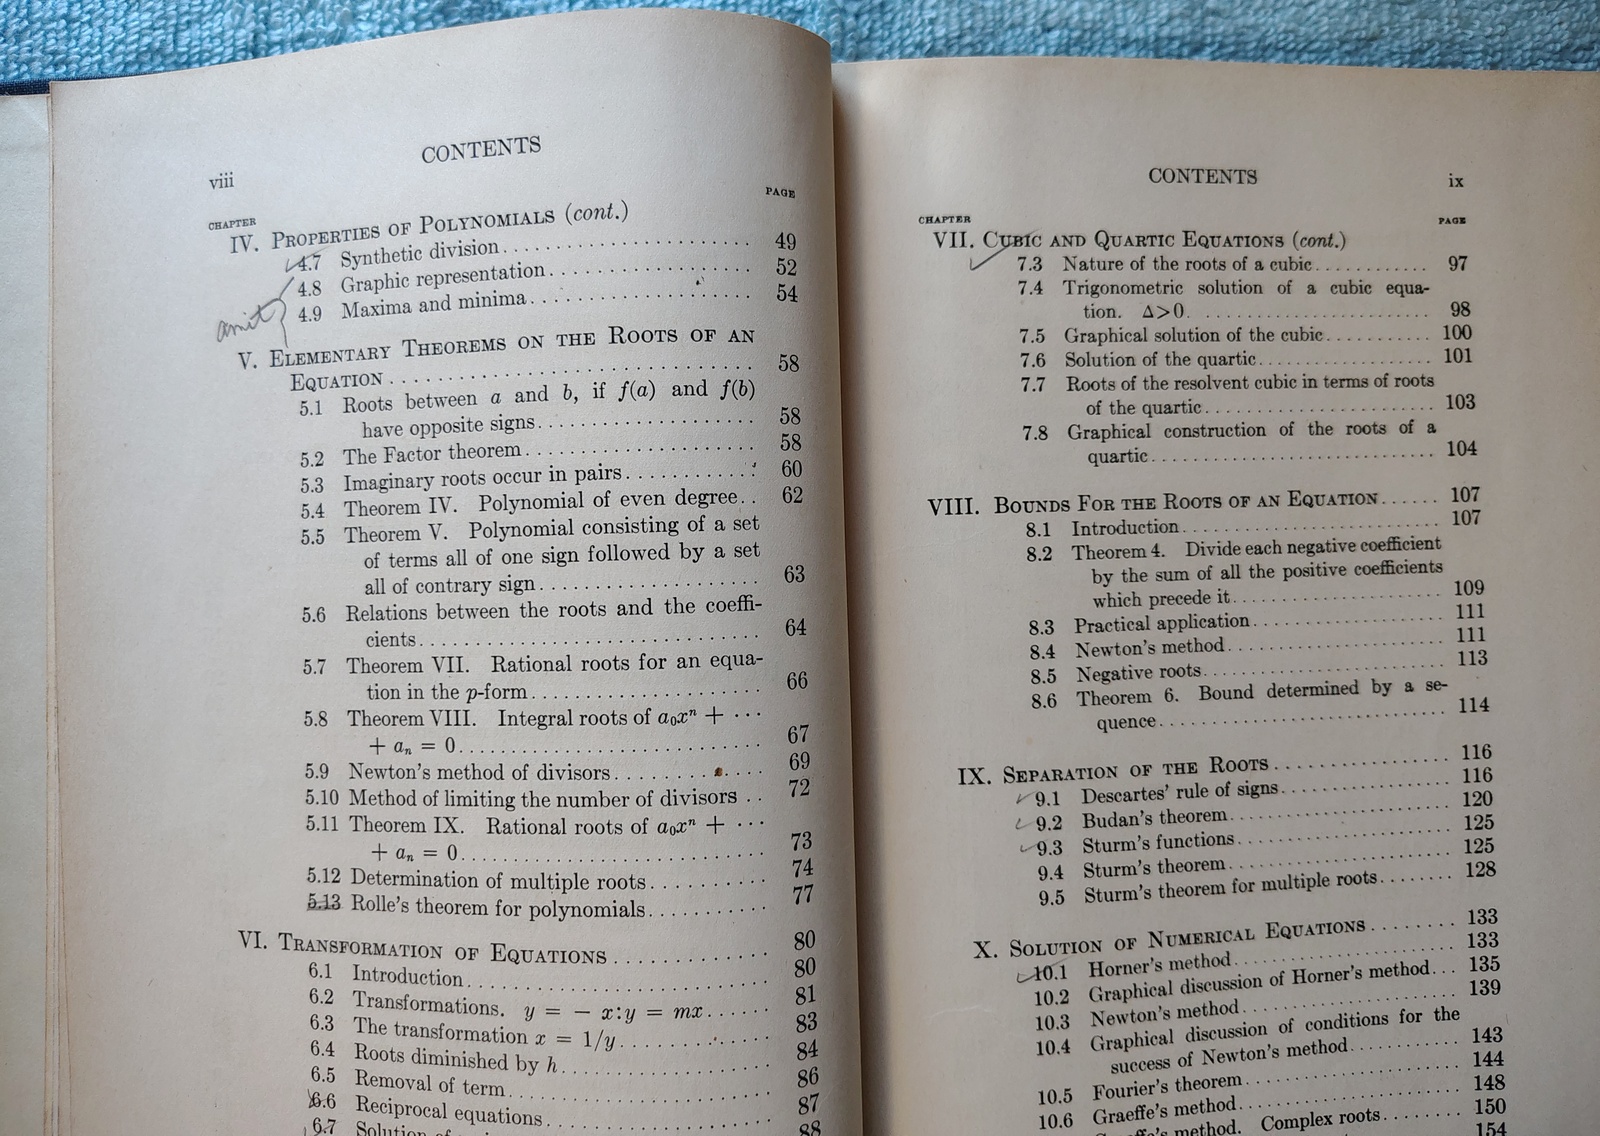 CONTENTS
viii
PAGE
CHAPTER
IV. PROPERTIES OF POLYNOMIALS (cont.)
4.7 Synthetic division 49
4.8 Graphic representation 52
4.9 Maxima and minima 54
omit
V. ELEMENTARY THEOREMS ON THE ROOTS OF AN
EQUATION 58
5.1 Roots between a and b, if f(a) and f(b)
have opposite signs 58
5.2 The Factor theorem 58
5.3 Imaginary roots occur in pairs 60
5.4 Theorem IV. Polynomial of even degree 62
5.5 Theorem V. Polynomial consisting of a set
of terms all of one sign followed by a set
all of contrary sign 63
5.6 Relations between the roots and the coeffi-
cients 64
5.7 Theorem VII. Rational roots for an equa-
tion in the p-form 66
5.8 Theorem VIII. Integral roots of a₀xⁿ + ···
+ aₙ = 0 67
5.9 Newton's method of divisors 69
5.10 Method of limiting the number of divisors 72
5.11 Theorem IX. Rational roots of a₀xⁿ + ···
+ aₙ = 0 73
5.12 Determination of multiple roots 74
5.13 Rolle's theorem for polynomials 77
VI. TRANSFORMATION OF EQUATIONS 80
6.1 Introduction 80
6.2 Transformations. y = − x: y = mx 81
6.3 The transformation x = 1/y 83
6.4 Roots diminished by h 84
6.5 Removal of term 86
6.6 Reciprocal equations 87
6.7 88
CONTENTS
ix
CHAPTER
PAGE
VII. CUBIC AND QUARTIC EQUATIONS (cont.)
7.3 Nature of the roots of a cubic 97
7.4 Trigonometric solution of a cubic equa-
tion. Δ>0 98
7.5 Graphical solution of the cubic 100
7.6 Solution of the quartic 101
7.7 Roots of the resolvent cubic in terms of roots
of the quartic 103
7.8 Graphical construction of the roots of a
quartic 104
VIII. BOUNDS FOR THE ROOTS OF AN EQUATION 107
8.1 Introduction 107
8.2 Theorem 4. Divide each negative coefficient
by the sum of all the positive coefficients
which precede it 109
8.3 Practical application 111
8.4 Newton's method 111
8.5 Negative roots 113
8.6 Theorem 6. Bound determined by a se-
quence 114
IX. SEPARATION OF THE ROOTS 116
9.1 Descartes' rule of signs 116
9.2 Budan's theorem 120
9.3 Sturm's functions 125
9.4 Sturm's theorem 125
9.5 Sturm's theorem for multiple roots 128
X. SOLUTION OF NUMERICAL EQUATIONS 133
10.1 Horner's method 133
10.2 Graphical discussion of Horner's method 135
10.3 Newton's method 139
10.4 Graphical discussion of conditions for the
success of Newton's method 143
10.5 Fourier's theorem 144
10.6 Graeffe's method 148
method. Complex roots 150
154